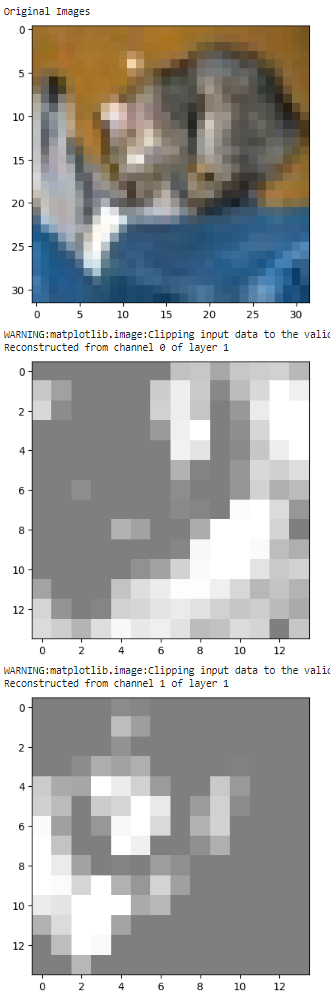 Original Images
0
5
10
15
20
25
30
0 5 10 15 20 25 30
WARNING:matplotlib.image:Clipping input data to the valid
Reconstructed from channel 0 of layer 1
0
2
4
6
8
10
12
0 2 4 6 8 10 12
WARNING:matplotlib.image:Clipping input data to the valid
Reconstructed from channel 1 of layer 1
0
2
4
6
8
10
12
0 2 4 6 8 10 12